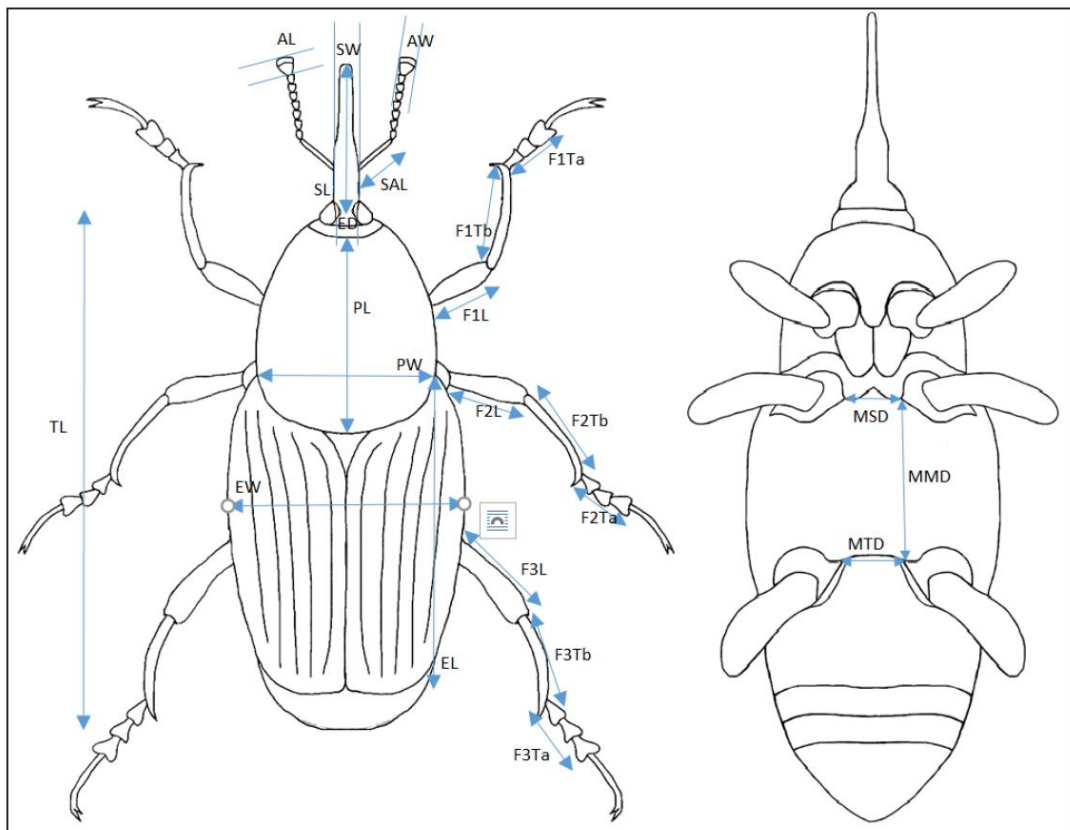 AL
SW
AW
F1Ta
SAL
SL
ED
F1Tb
PL
F1L
PW
F2L
F2Tb
TL
EW
F2Ta
F3L
F3Tb
EL
F3Ta
MSD
MMD
MTD